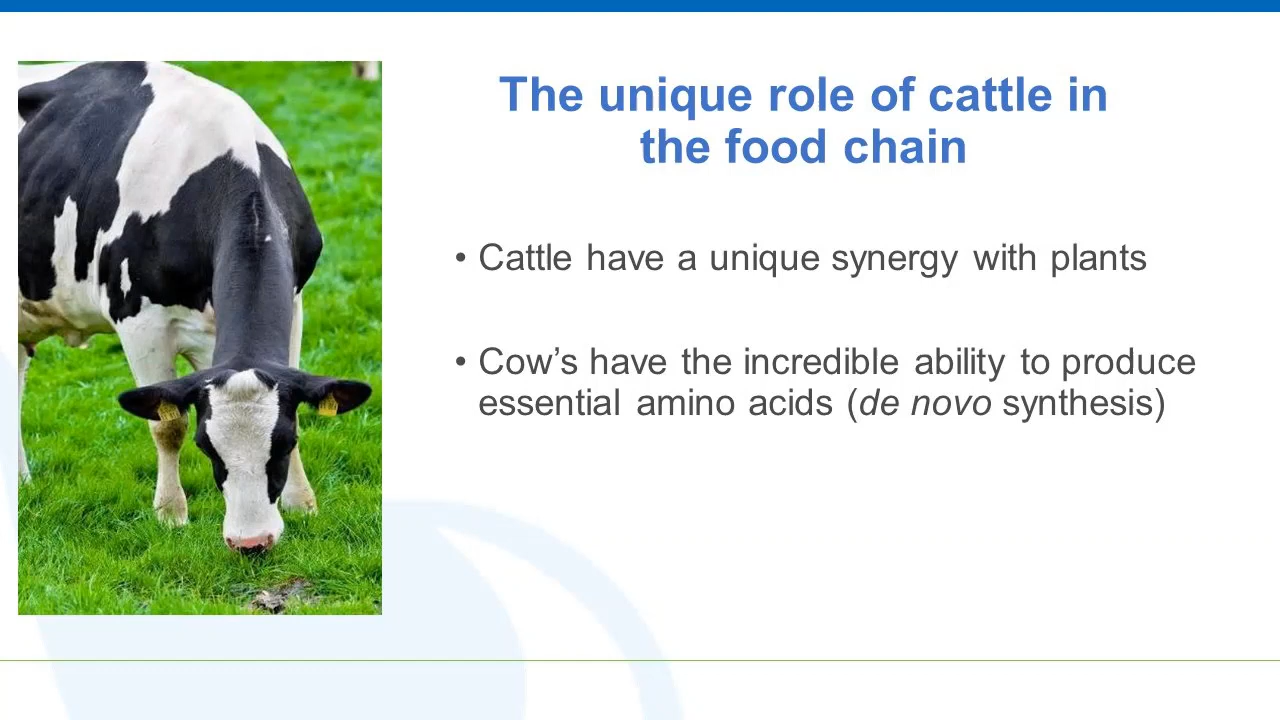 The unique role of cattle in
the food chain
• Cattle have a unique synergy with plants
• Cow’s have the incredible ability to produce
essential amino acids (de novo synthesis)